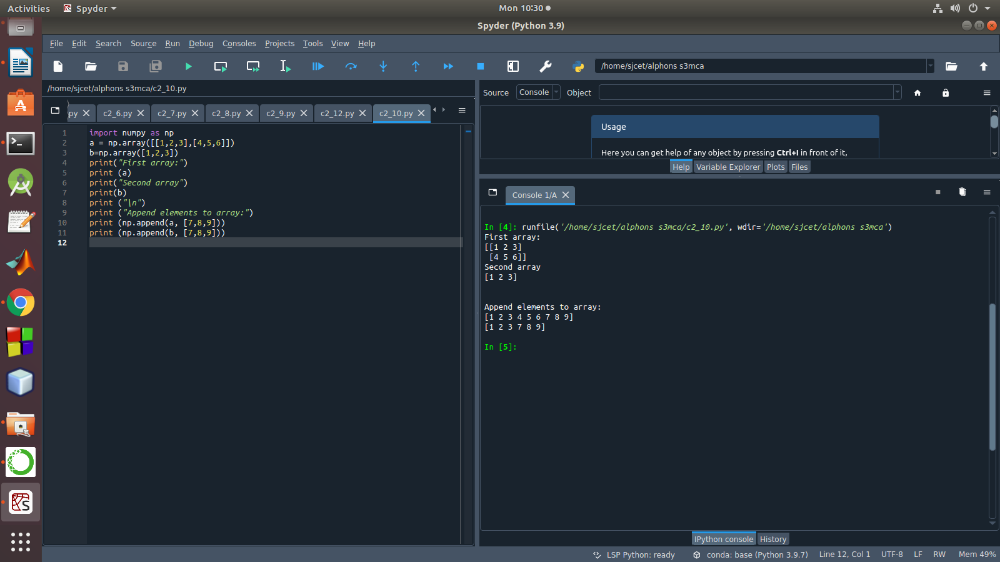 Activities Spyder Mon 10:30
Spyder (Python 3.9)
File Edit Search Source Run Debug Consoles Projects Tools View Help
/home/sjcet/alphons s3mca
/home/sjcet/alphons s3mca/c2_10.py
py c2_6.py c2_7.py c2_8.py c2_9.py c2_12.py c2_10.py
1 import numpy as np
2 a = np.array([[1,2,3],[4,5,6]])
3 b=np.array([1,2,3])
4 print("First array:")
5 print (a)
6 print("Second array")
7 print(b)
8 print ("\n")
9 print ("Append elements to array:")
10 print (np.append(a, [7,8,9]))
11 print (np.append(b, [7,8,9]))
12
Source Console Object
Usage
Here you can get help of any object by pressing Ctrl+I in front of it,
Help Variable Explorer Plots Files
Console 1/A
In [4]: runfile('/home/sjcet/alphons s3mca/c2_10.py', wdir='/home/sjcet/alphons s3mca')
First array:
[[1 2 3]
[4 5 6]]
Second array
[1 2 3]
Append elements to array:
[1 2 3 4 5 6 7 8 9]
[1 2 3 7 8 9]
In [5]:
IPython console History
LSP Python: ready conda: base (Python 3.9.7) Line 12, Col 1 UTF-8 LF RW Mem 49%